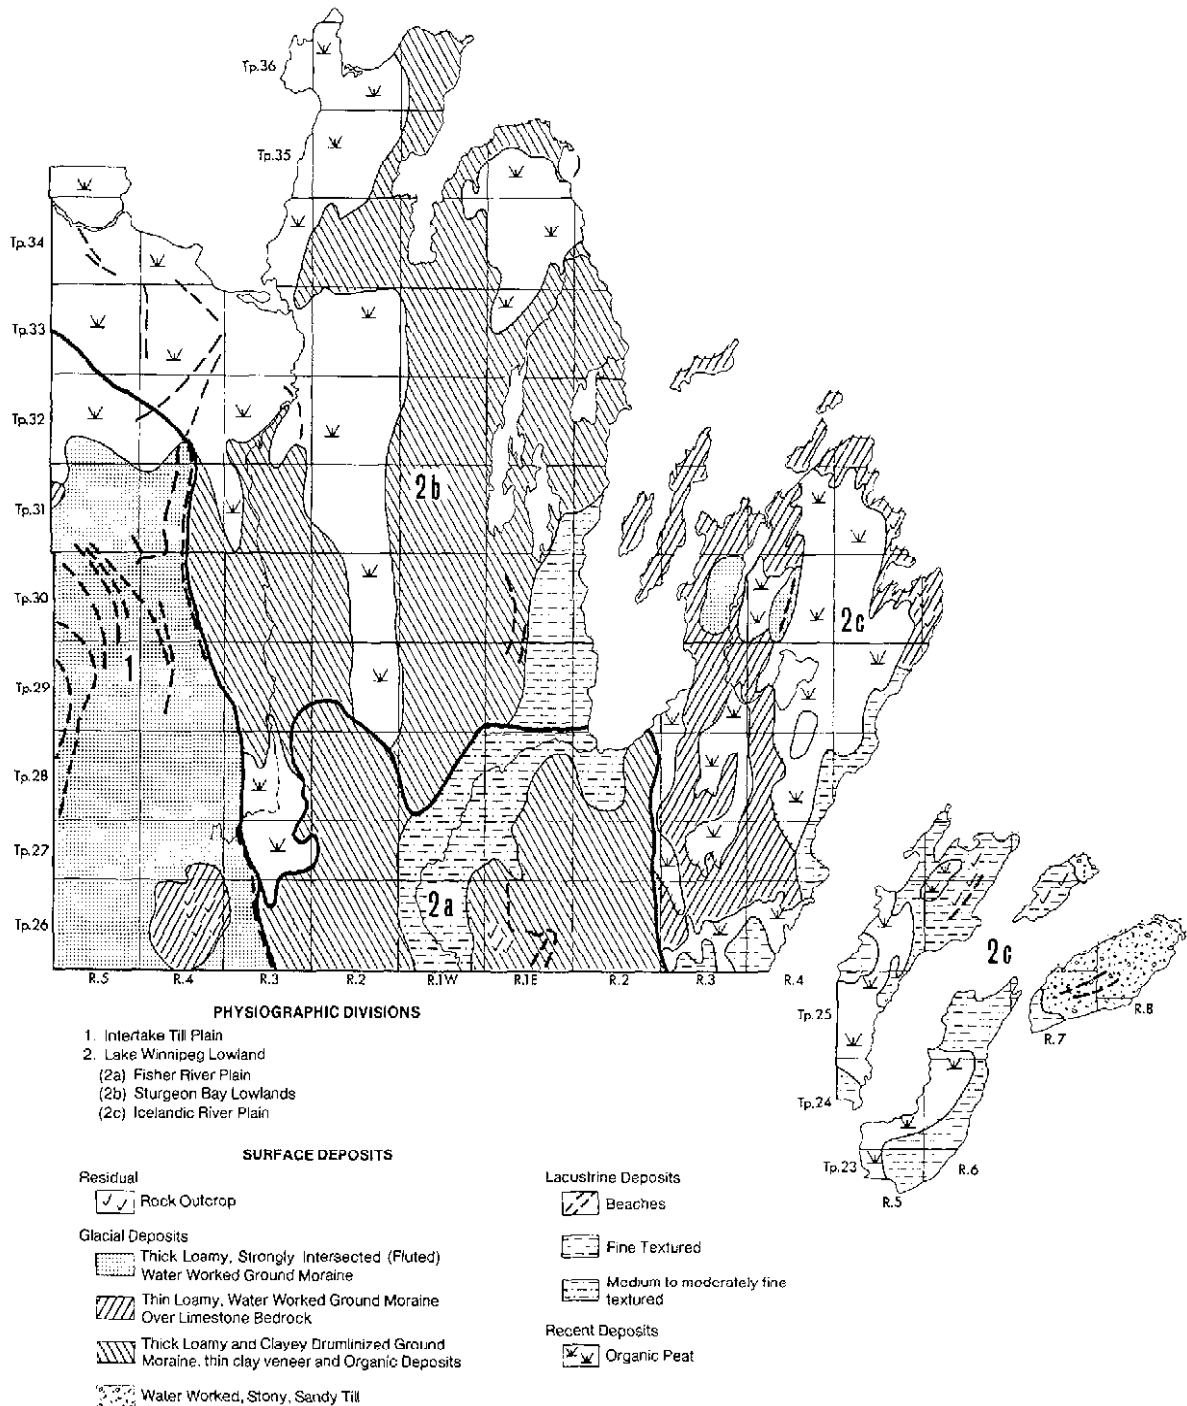 Tp.36
Tp.35
Tp.34
Tp.33
Tp.32
Tp.31
2b
Tp.30
2c
1
Tp.29
Tp.28
Tp.27
2a
Tp.26
2c
R.5 R.4 R.3 R.2 R.1W R.1E R.2 R.3 R.4
Tp.25
R.7 R.8
Tp.24
Tp.23
R.5 R.6
PHYSIOGRAPHIC DIVISIONS
1. Intertake Till Plain
2. Lake Winnipeg Lowland
(2a) Fisher River Plain
(2b) Sturgeon Bay Lowlands
(2c) Icelandic River Plain
SURFACE DEPOSITS
Residual
Rock Outcrop
Glacial Deposits
Thick Loamy, Strongly Intersected (Fluted)
Water Worked Ground Moraine
Thin Loamy, Water Worked Ground Moraine
Over Limestone Bedrock
Thick Loamy and Clayey Drumlinized Ground
Moraine, thin clay veneer and Organic Deposits
Water Worked, Stony, Sandy Till
Lacustrine Deposits
Beaches
Fine Textured
Medium to moderately fine
textured
Recent Deposits
Organic Peat